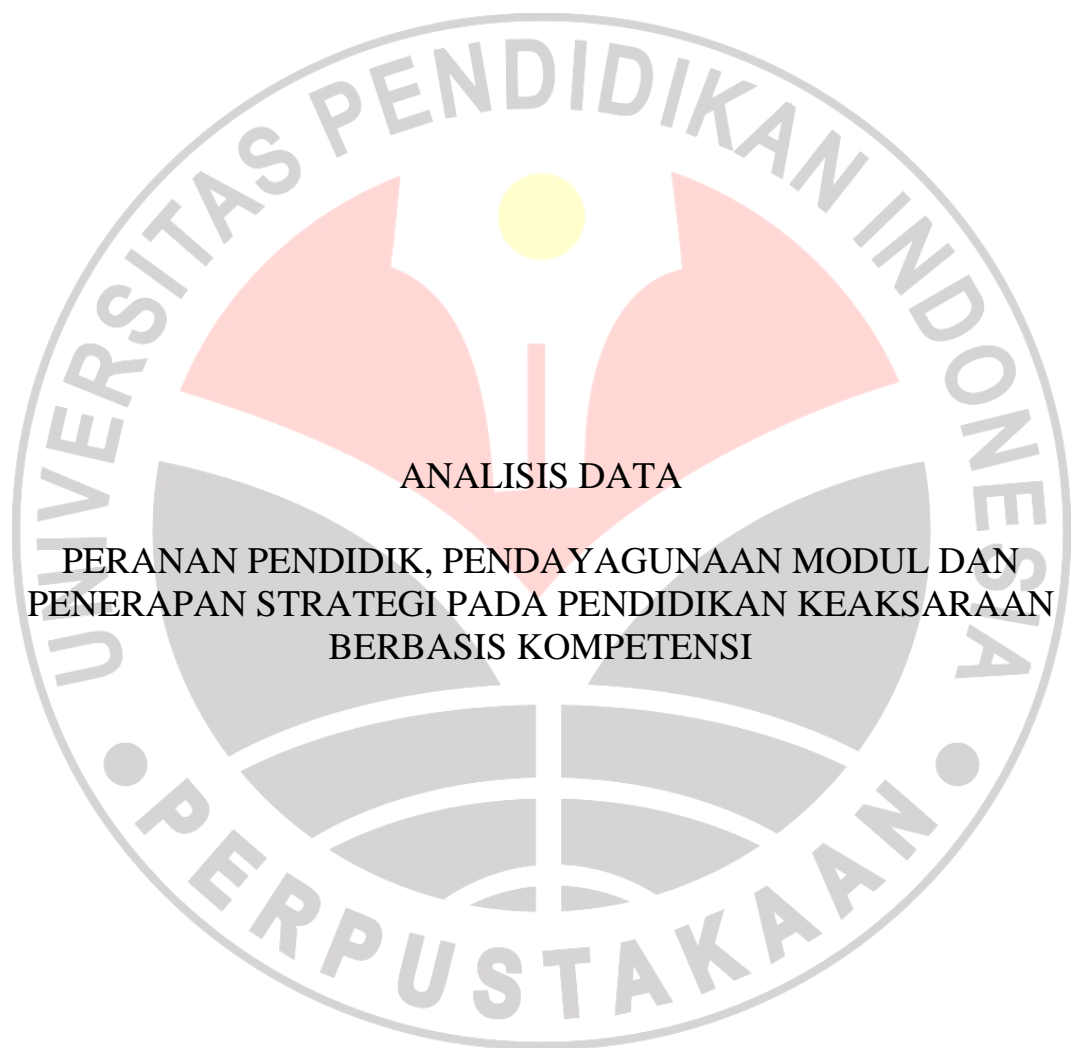 UNIVERSITAS PENDIDIKAN INDONESIA
ANALISIS DATA
PERANAN PENDIDIK, PENDAYAGUNAAN MODUL DAN
PENERAPAN STRATEGI PADA PENDIDIKAN KEAKSARAAN
BERBASIS KOMPETENSI
PERPUSTAKAAN